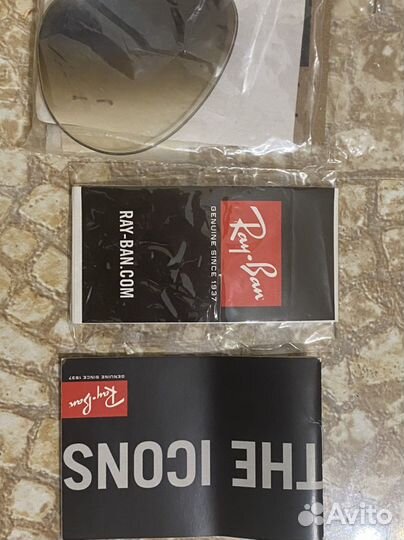 Ray-Ban
GENUINE SINCE 1937
RAY-BAN.COM
Ray-Ban
GENUINE SINCE 1937
THE ICONS
Avito